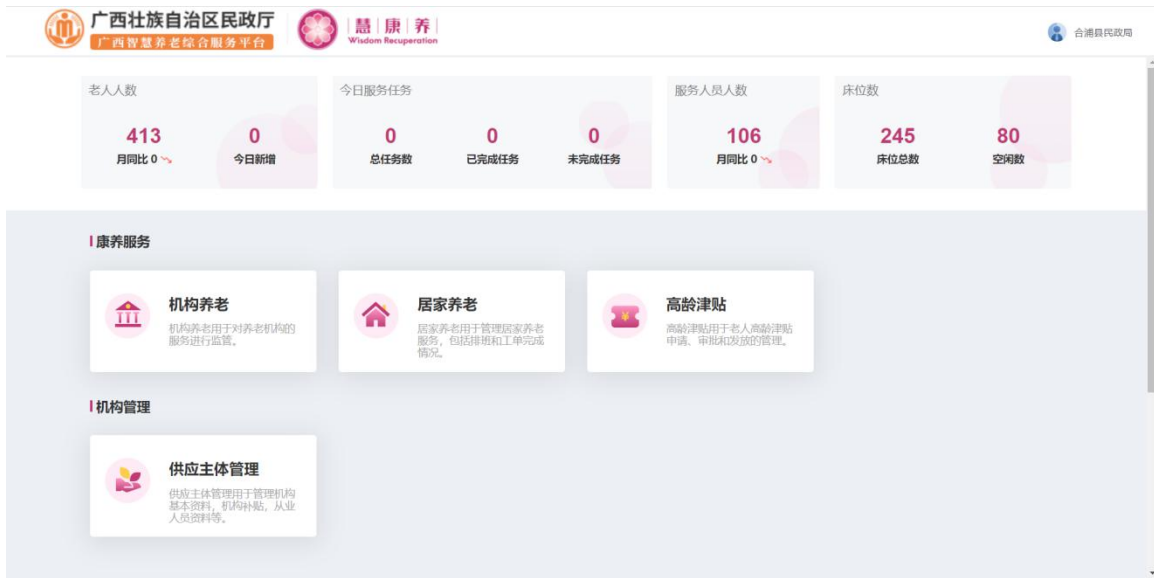 广西壮族自治区民政厅
广西智慧养老综合服务平台
慧 康 养
Wisdom Recuperation
合浦县民政局
老人人数
413
月同比 0
0
今日新增
今日服务任务
0
总任务数
0
已完成任务
0
未完成任务
服务人员人数
106
月同比 0
床位数
245
床位总数
80
空闲数
康养服务
机构养老
机构养老用于对养老机构的
服务进行监管。
居家养老
居家养老用于管理居家养老
服务，包括排班和工单完成
情况。
高龄津贴
高龄津贴用于老人高龄津贴
申请、审批和发放的管理。
机构管理
供应主体管理
供应主体管理用于管理机构
基本资料，机构补贴，从业
人员资料等。